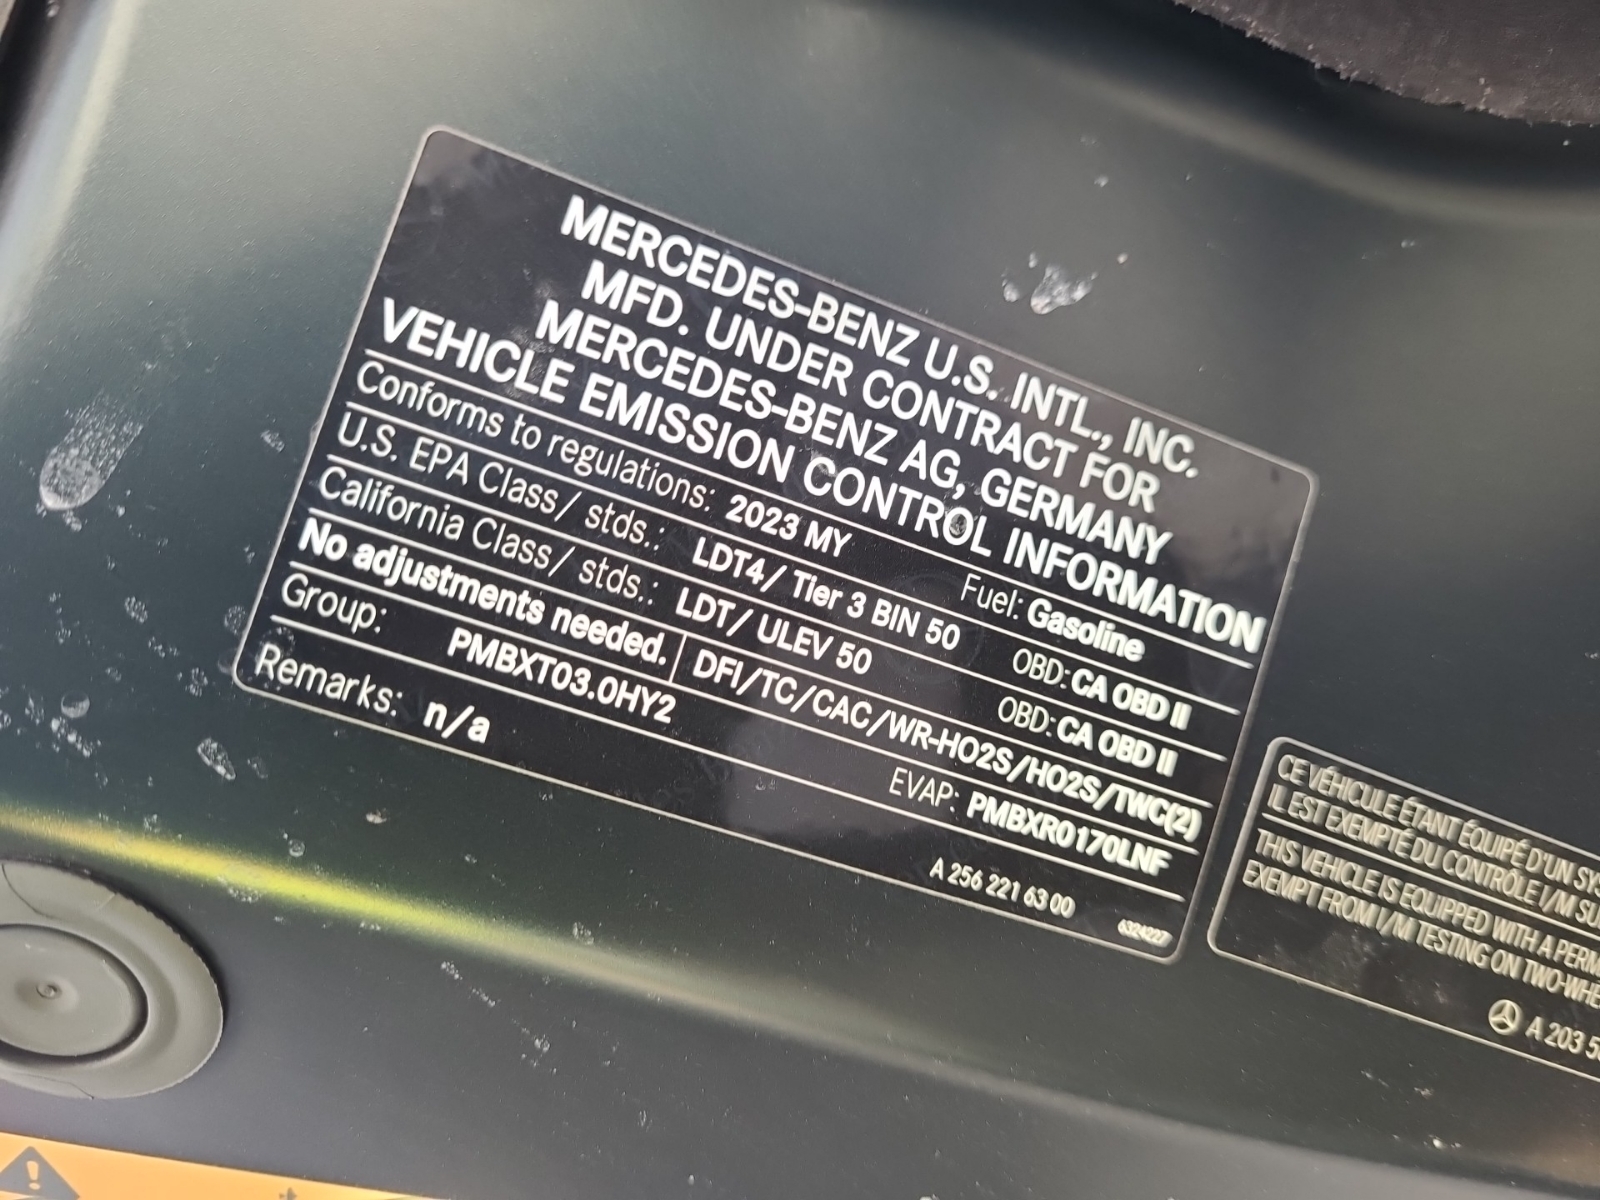 MERCEDES-BENZ U.S. INTL., INC.
MFD. UNDER CONTRACT FOR
MERCEDES-BENZ AG, GERMANY
VEHICLE EMISSION CONTROL INFORMATION
Conforms to regulations: 2023 MY Fuel: Gasoline
U.S. EPA Class/ stds.: LDT4/ Tier 3 BIN 50 OBD: CA OBD II
California Class/ stds.: LDT/ ULEV 50 OBD: CA OBD II
No adjustments needed. DFI/TC/CAC/WR-HO2S/HO2S/TWC(2)
Group: PMBXT03.0HY2 EVAP: PMBXR0170LNF
Remarks: n/a
A 256 221 63 00
6324227
CE VÉHICULE ÉTANT ÉQUIPÉ D'UN
IL EST EXEMPTÉ DU CONTRÔLE I/M
THIS VEHICLE IS EQUIPPED WITH A
EXEMPT FROM I/M TESTING ON
A 203